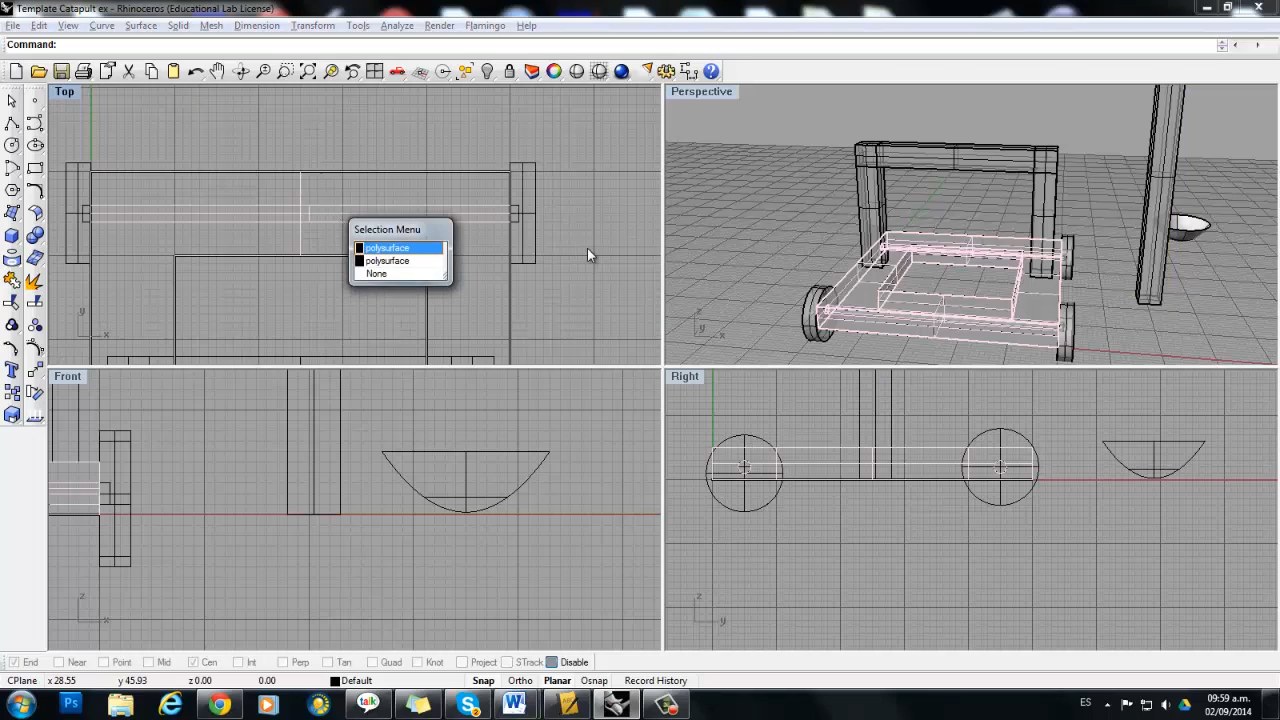 Template Catapult ex - Rhinoceros (Educational Lab License)
File Edit View Curve Surface Solid Mesh Dimension Transform Tools Analyze Render Flamingo Help
Command:
Top
Perspective
Selection Menu
polysurface
polysurface
None
y
x
z
y
x
Front
Right
z
x
z
y
End Near Point Mid Cen Int Perp Tan Quad Knot Project STrack Disable
CPlane x 28.55 y 45.93 z 0.00 0.00 Default Snap Ortho Planar Osnap Record History
Ps
talk
S 2
W
ES
09:59 a.m.
02/09/2014